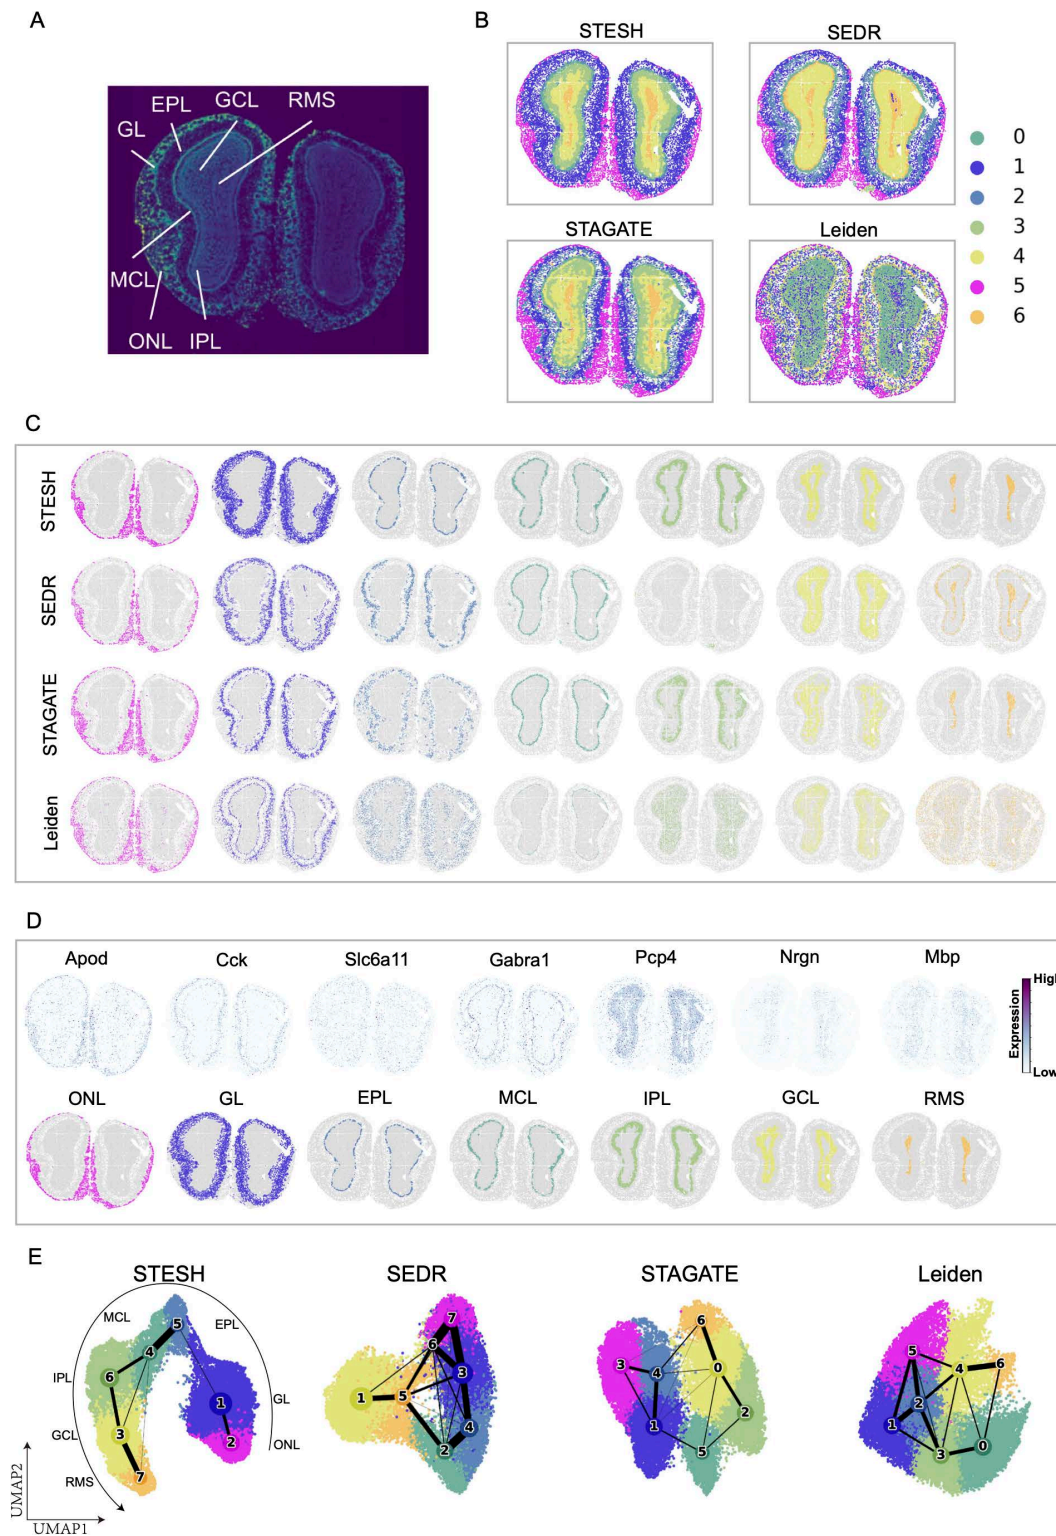 A
EPL GCL RMS
GL
MCL
ONL IPL
B
STESH SEDR
STAGATE Leiden
0
1
2
3
4
5
6
C
STESH
SEDR
STAGATE
Leiden
D
Apod Cck Slc6a11 Gabra1 Pcp4 Nrgn Mbp
High
Expression
Low
ONL GL EPL MCL IPL GCL RMS
E
STESH SEDR STAGATE Leiden
MCL EPL
IPL
GL
GCL
ONL
RMS
5
4
6
1
3
2
7
7
6
3
1
5
4
2
6
3
4
0
2
1
5
5
4
6
2
1
3
0
UMAP2
UMAP1